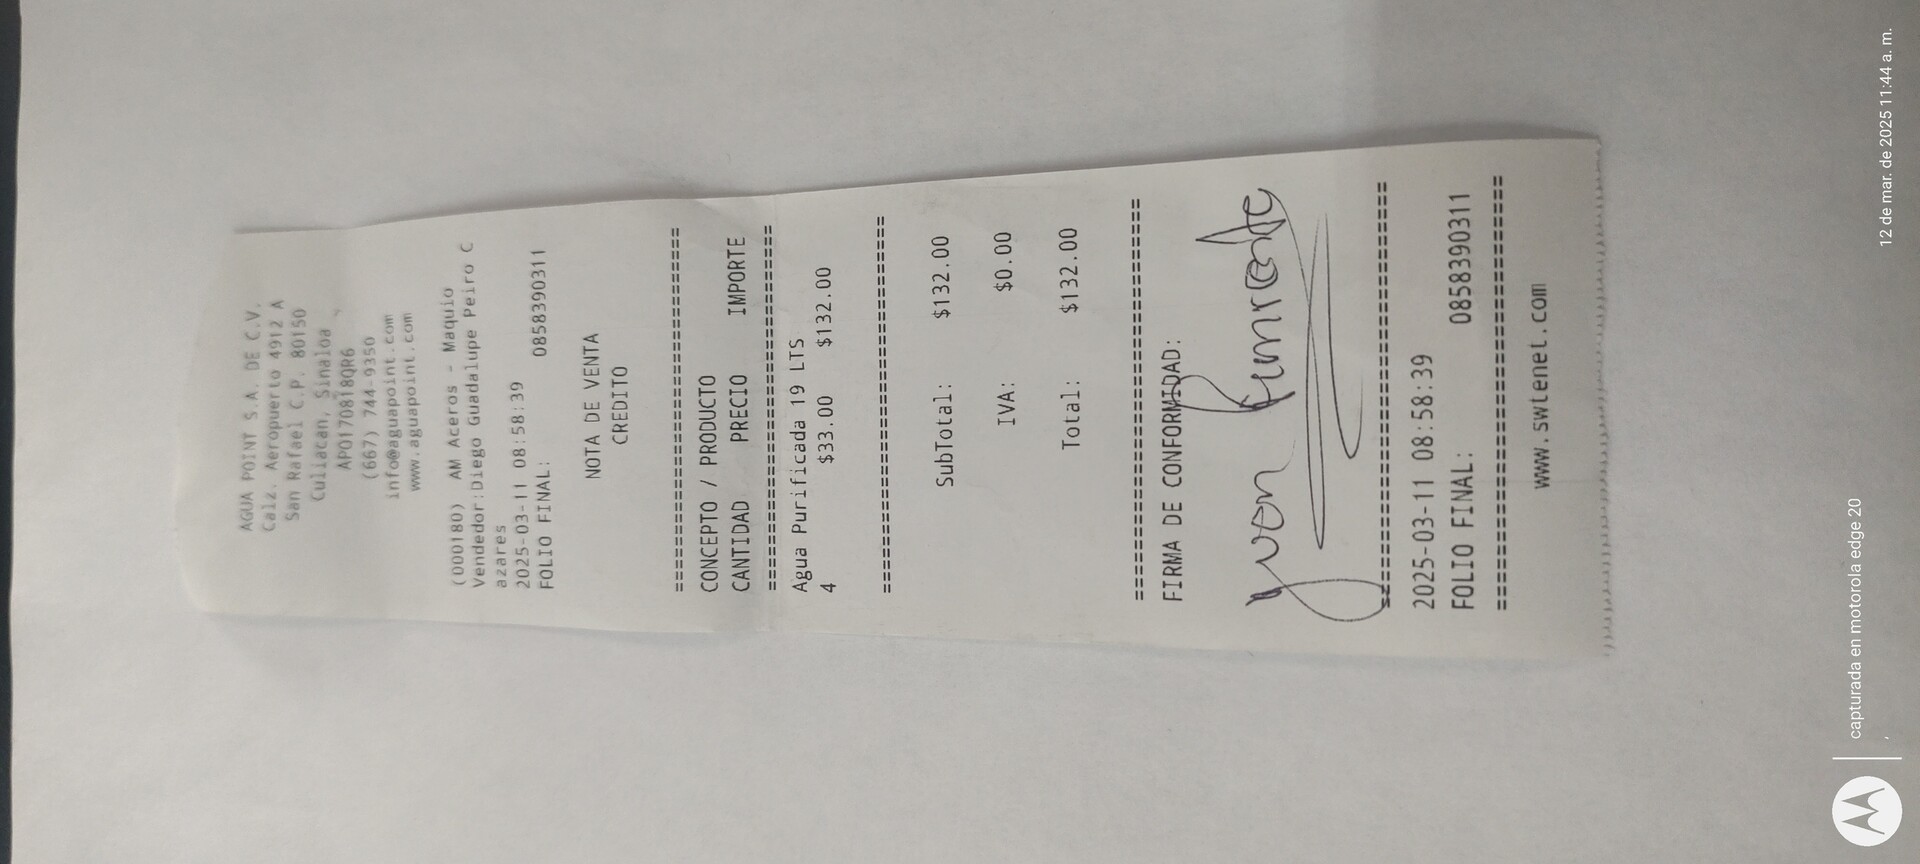 AGUA POINT S.A. DE C.V.
Calz. Aeropuerto 4912 A
San Rafael C.P. 80150
Culiacan, Sinaloa
APO170818QR6
(667) 744-9350
info@aguapoint.com
www.aguapoint.com
(000180) AM Aceros - Maquio
Vendedor:Diego Guadalupe Peiro C
azares
2025-03-11 08:58:39
FOLIO FINAL: 0858390311
NOTA DE VENTA
CREDITO
================================
CONCEPTO / PRODUCTO
CANTIDAD PRECIO IMPORTE
================================
Agua Purificada 19 LTS
4 $33.00 $132.00
================================
SubTotal: $132.00
IVA: $0.00
Total: $132.00
================================
FIRMA DE CONFORMIDAD:
================================
2025-03-11 08:58:39
FOLIO FINAL: 0858390311
================================
www.swtenet.com
capturada en motorola edge 20
12 de mar. de 2025 11:44 a. m.